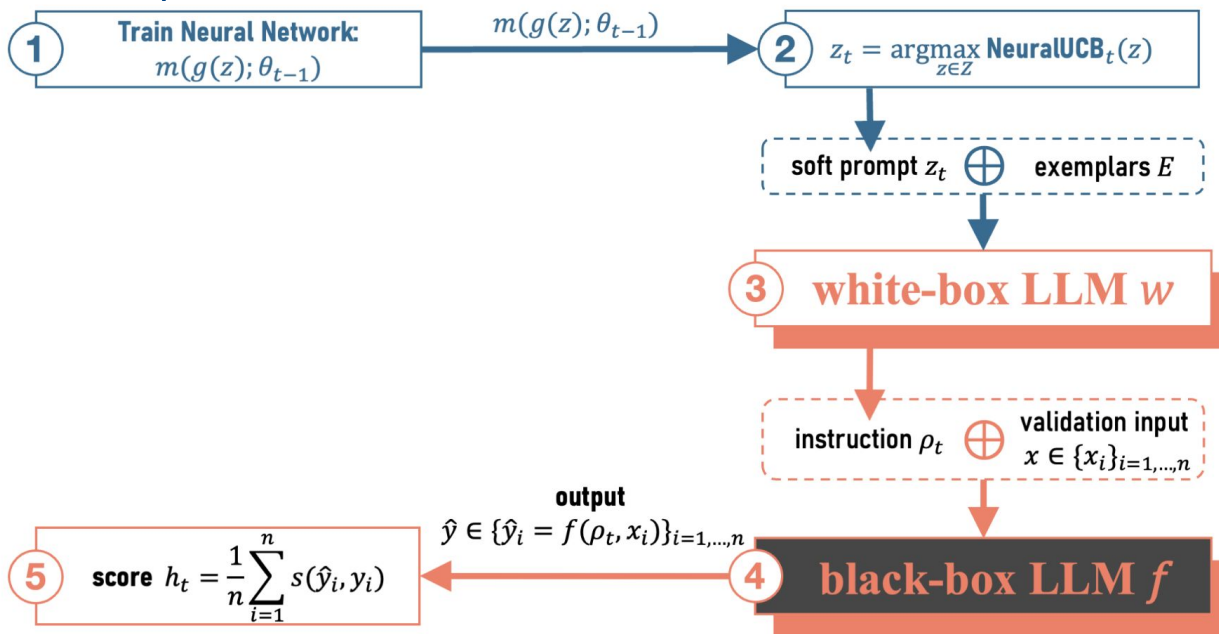 1
Train Neural Network:
m(g(z); θ_{t−1})
m(g(z); θ_{t−1})
2
z_t = argmax_{z∈Z} NeuralUCB_t(z)
soft prompt z_t ⊕ exemplars E
3
white-box LLM w
instruction ρ_t ⊕ validation input
x ∈ {x_i}_{i=1,…,n}
output
ŷ ∈ {ŷ_i = f(ρ_t, x_i)}_{i=1,…,n}
4
black-box LLM f
5
score h_t = 1/n ∑_{i=1}^{n} s(ŷ_i, y_i)